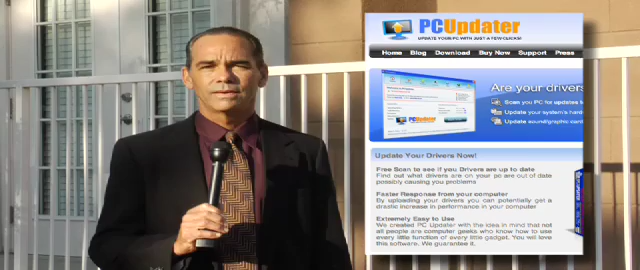 PCUpdater
UPDATE YOUR PC WITH JUST A FEW CLICKS!
Home Blog Download Buy Now Support Press
Are your drivers
Scan you PC for updates
Update your system's hard
Update sound/graphic card
PCUpdater
Update Your Drivers Now!
Free Scan to see if you Drivers are up to date
Find out what drivers are on your pc are out of date
possibly causing you problems
Faster Response from your computer
By uploading your drivers you can potentially get a
drastic increase in performance in your computer
Extremely Easy to Use
We created PC Updater with the idea in mind that not
all people are computer geeks who know how to use
every little function of every little gadget. You will love
this software. We guarantee it.